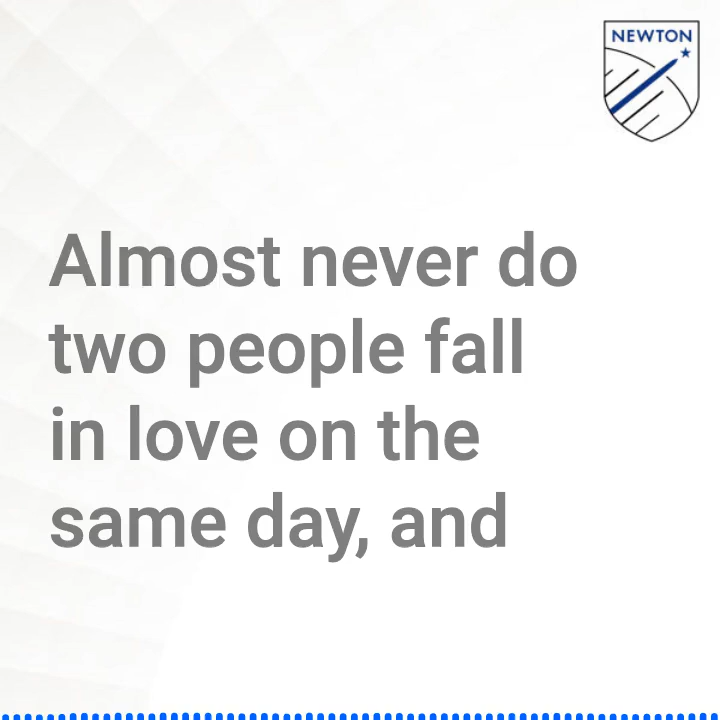 NEWTON
Almost never do
two people fall
in love on the
same day, and